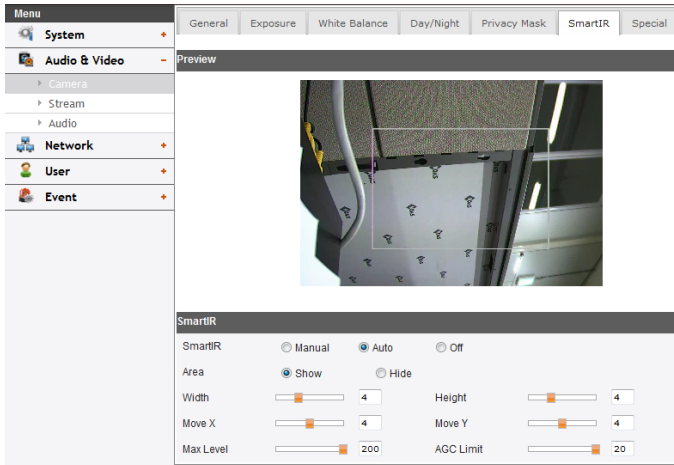 Menu
System
Audio & Video
Camera
Stream
Audio
Network
User
Event
General Exposure White Balance Day/Night Privacy Mask SmartIR Special
Preview
SmartIR
SmartIR Manual Auto Off
Area Show Hide
Width 4 Height 4
Move X 4 Move Y 4
Max Level 200 AGC Limit 20